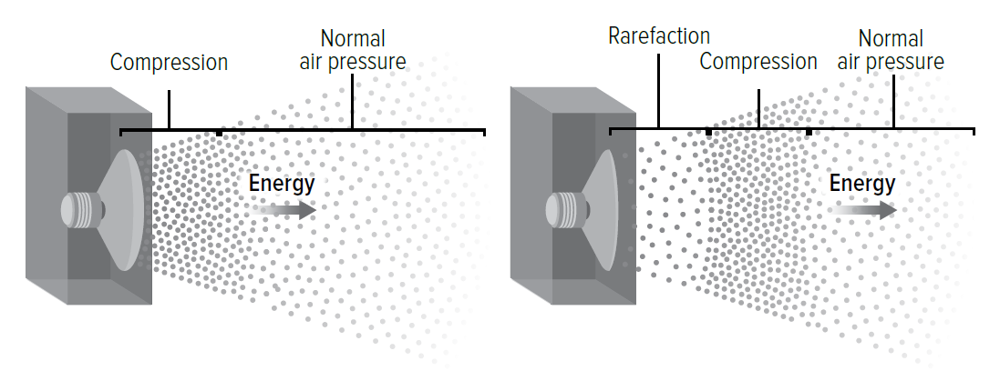 Compression
Normal
air pressure
Energy
Rarefaction
Compression
Normal
air pressure
Energy